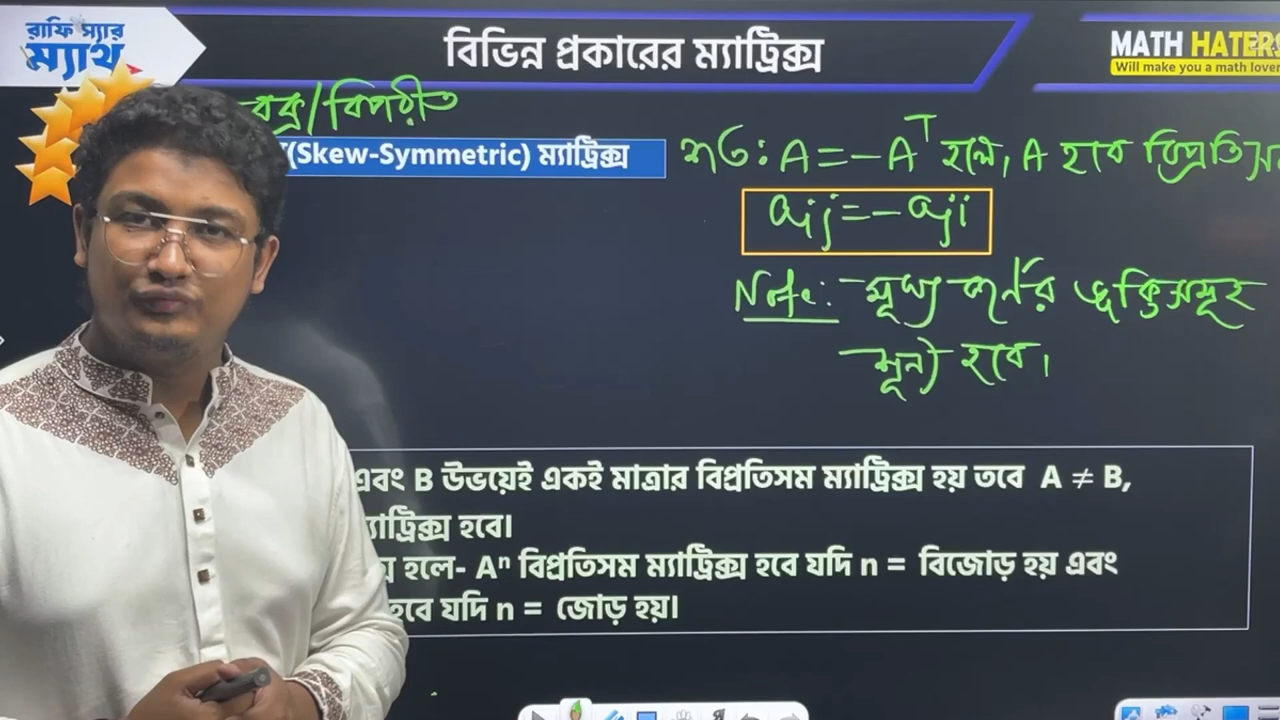 রাফি স্যার
ম্যাথ
বিভিন্ন প্রকারের ম্যাট্রিক্স
MATH HATERS
Will make you a math lover
বক্র/বিপরীত
(Skew-Symmetric) ম্যাট্রিক্স
শর্ত: A = -Aᵀ হলে, A হবে
aij = -aji
Note: মুখ্য কর্ণের ভুক্তিসমূহ
শূন্য হবে।
এবং B উভয়েই একই মাত্রার বিপ্রতিসম ম্যাট্রিক্স হয় তবে A ≠ B,
ম্যাট্রিক্স হবে।
হলে- Aⁿ বিপ্রতিসম ম্যাট্রিক্স হবে যদি n = বিজোড় হয় এবং
হবে যদি n = জোড় হয়।